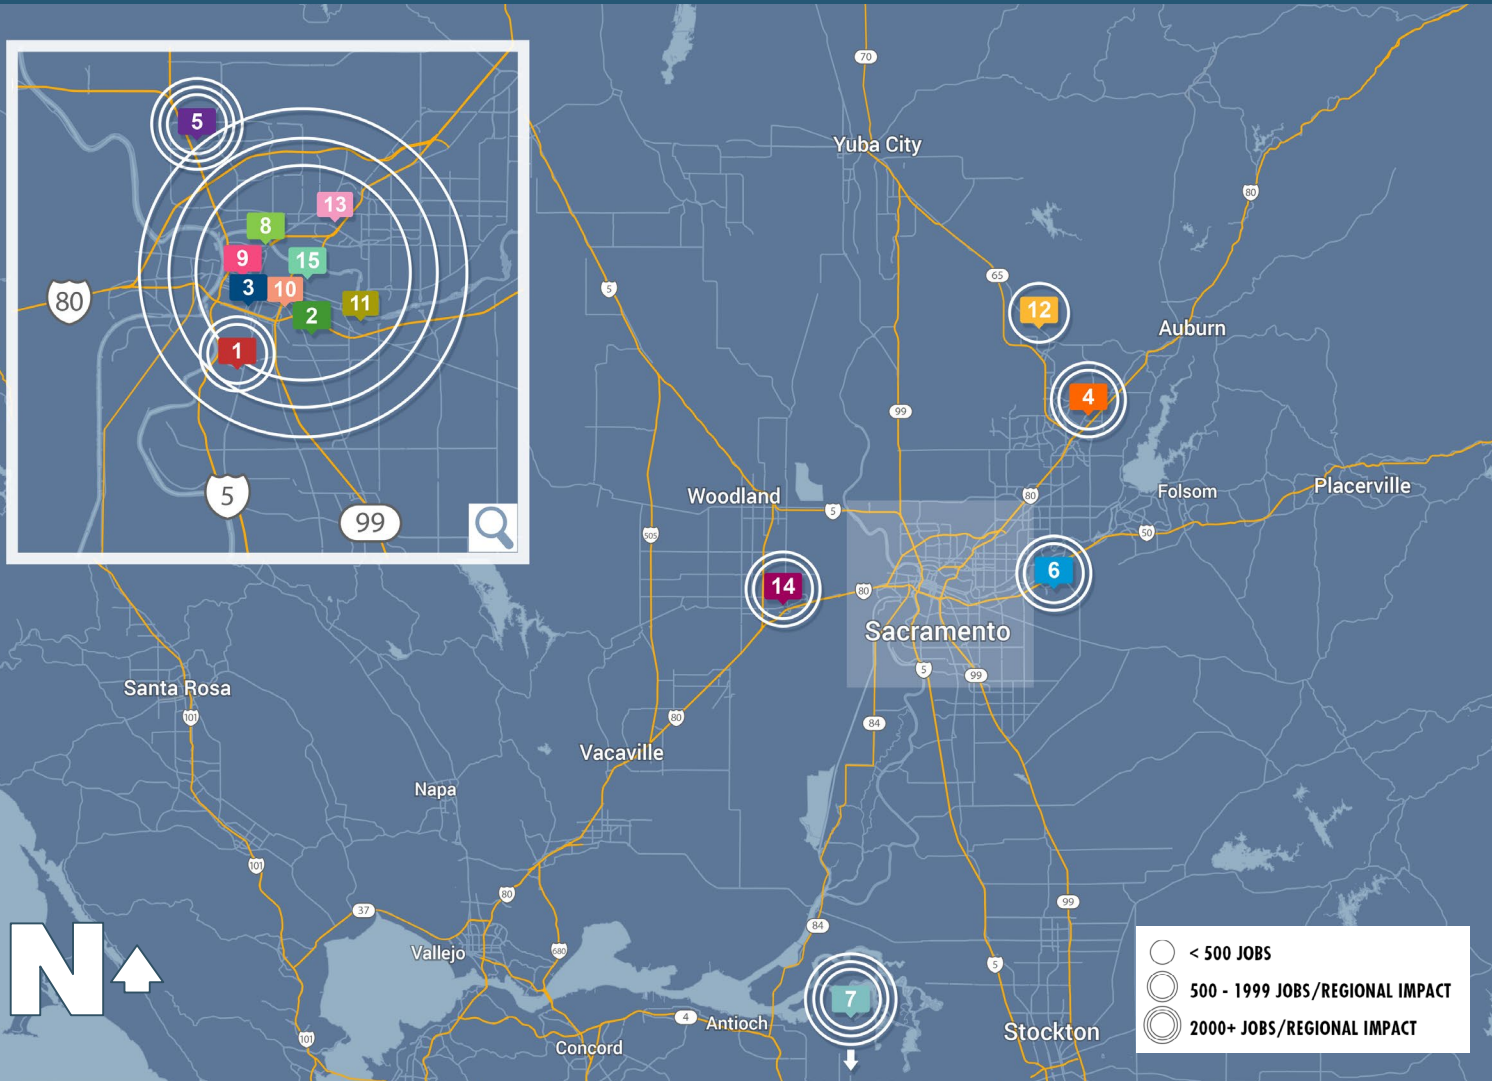 70
5
Yuba City
80
13
8
65
9
15
5
3
10
80
11
12
2
Auburn
1
4
99
Woodland
80
Folsom
Placerville
5
5
99
505
50
6
14
80
Sacramento
5
99
Santa Rosa
101
80
84
Vacaville
Napa
101
80
99
37
84
Vallejo
680
N
5
7
4
Antioch
Stockton
101
Concord
< 500 JOBS
500 - 1999 JOBS/REGIONAL IMPACT
2000+ JOBS/REGIONAL IMPACT